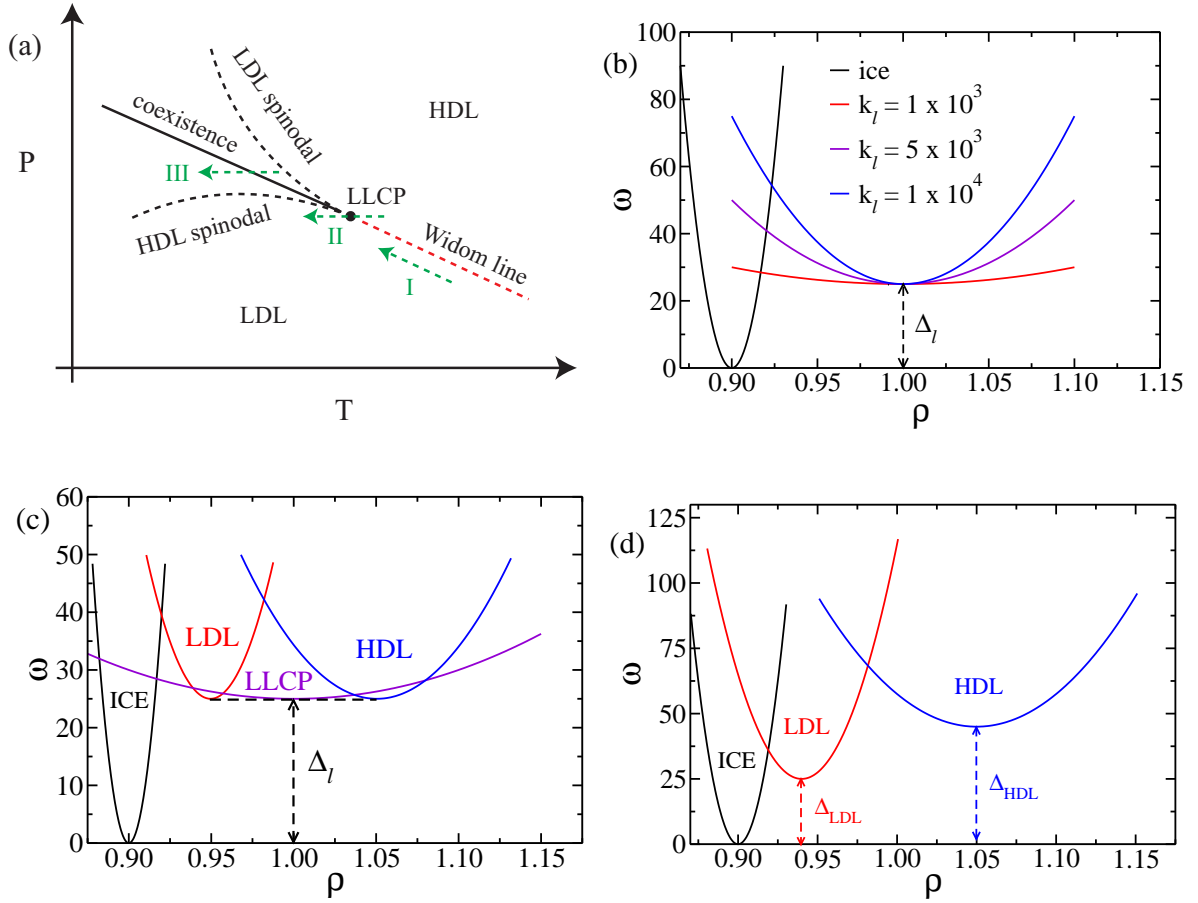 (a)
P
T
LDL spinodal
coexistence
HDL
III
LLCP
HDL spinodal
II
Widom line
I
LDL
(b)
100
80
60
40
20
0
ω
ice
k_l = 1 x 10^3
k_l = 5 x 10^3
k_l = 1 x 10^4
Δ_l
0.90 0.95 1.00 1.05 1.10 1.15
ρ
(c)
60
50
40
30
20
10
0
ω
LDL
HDL
LLCP
ICE
Δ_l
0.90 0.95 1.00 1.05 1.10 1.15
ρ
(d)
125
100
75
50
25
0
ω
HDL
LDL
ICE
Δ_HDL
Δ_LDL
0.90 0.95 1.00 1.05 1.10 1.15
ρ